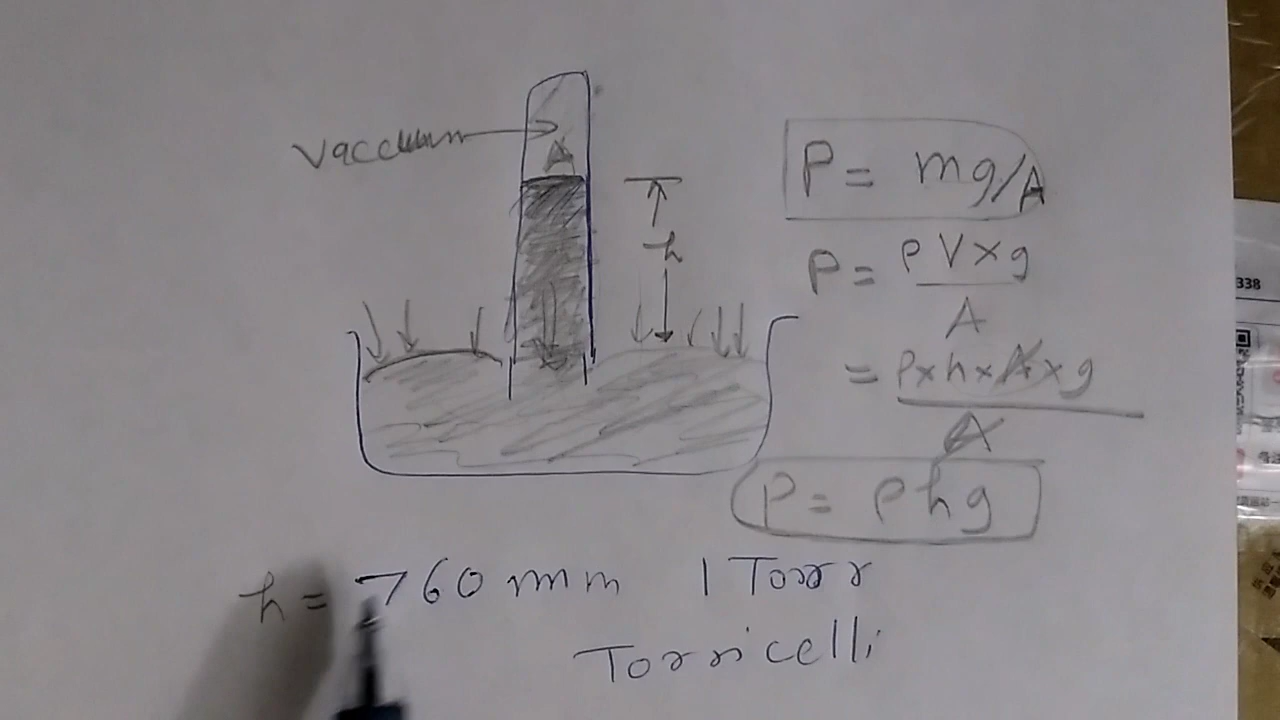 vaccum
A
h
P = mg/A
P = ρV×g
A
= ρ×h×A×g
A
P = ρhg
h = 760 mm 1 Torr
Torricelli
338